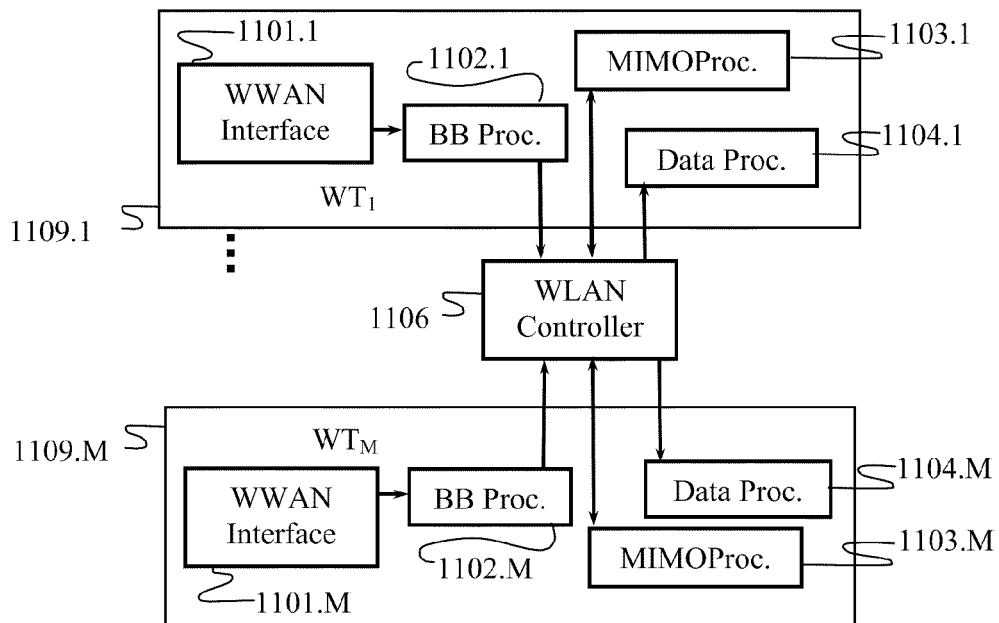 1101.1
1103.1
1102.1
MIMOProc.
WWAN
Interface
BB Proc.
1104.1
Data Proc.
WT1
1109.1
WLAN
Controller
1106
1109.M
WTM
WWAN
Interface
BB Proc.
Data Proc.
1104.M
MIMOProc.
1103.M
1102.M
1101.M